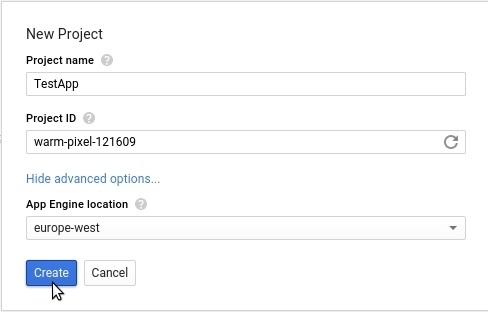 New Project
Project name ?
TestApp
Project ID ?
warm-pixel-121609
Hide advanced options...
App Engine location ?
europe-west
Create Cancel